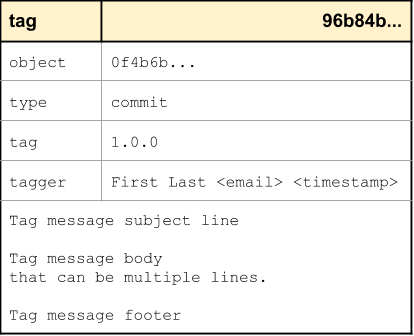 tag 96b84b...
object 0f4b6b...
type commit
tag 1.0.0
tagger First Last <email> <timestamp>
Tag message subject line
Tag message body
that can be multiple lines.
Tag message footer